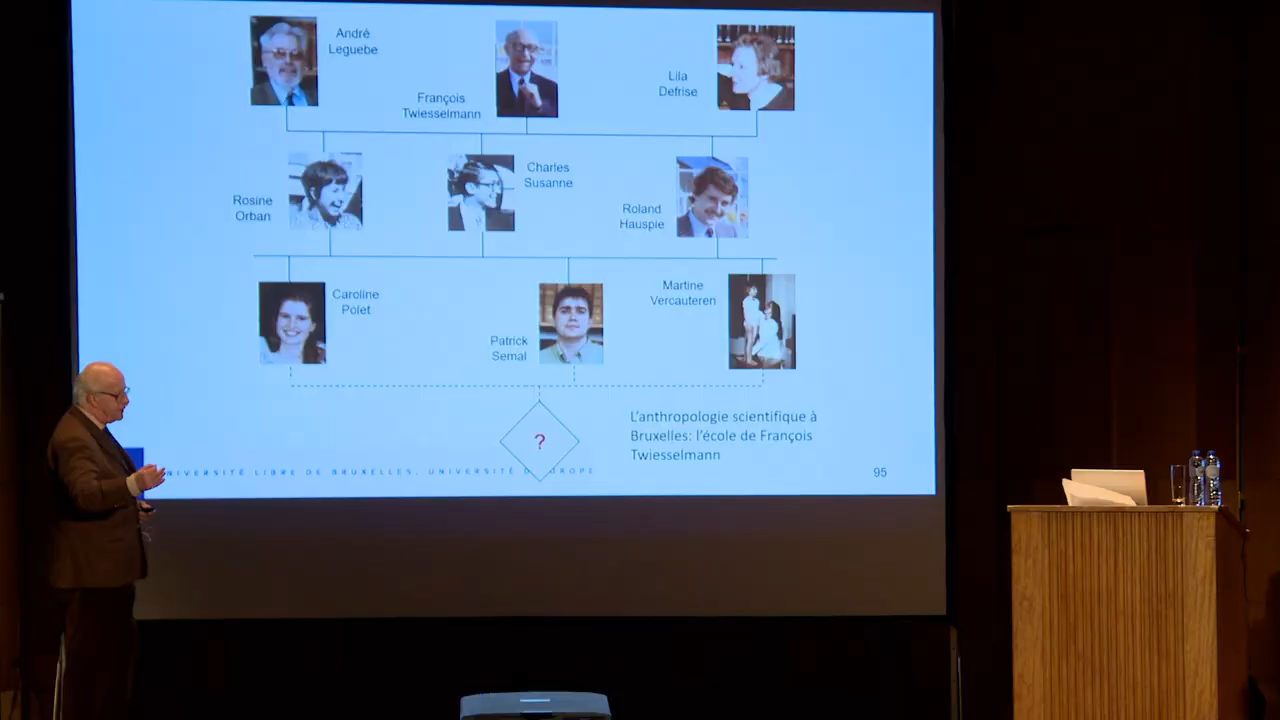 André
Leguebe
François
Twiesselmann
Lila
Defrise
Rosine
Orban
Charles
Susanne
Roland
Hauspie
Caroline
Polet
Patrick
Semal
Martine
Vercauteren
?
L'anthropologie scientifique à
Bruxelles: l'école de François
Twiesselmann
NIVERSITÉ LIBRE DE BRUXELLES, UNIVERSITÉ D'EUROPE
95